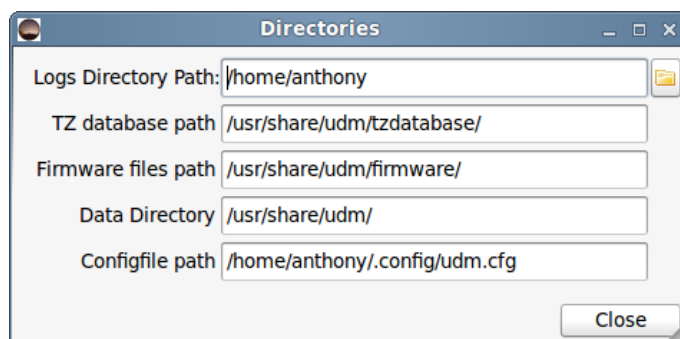 Directories
Logs Directory Path: /home/anthony
TZ database path /usr/share/udm/tzdatabase/
Firmware files path /usr/share/udm/firmware/
Data Directory /usr/share/udm/
Configfile path /home/anthony/.config/udm.cfg
Close